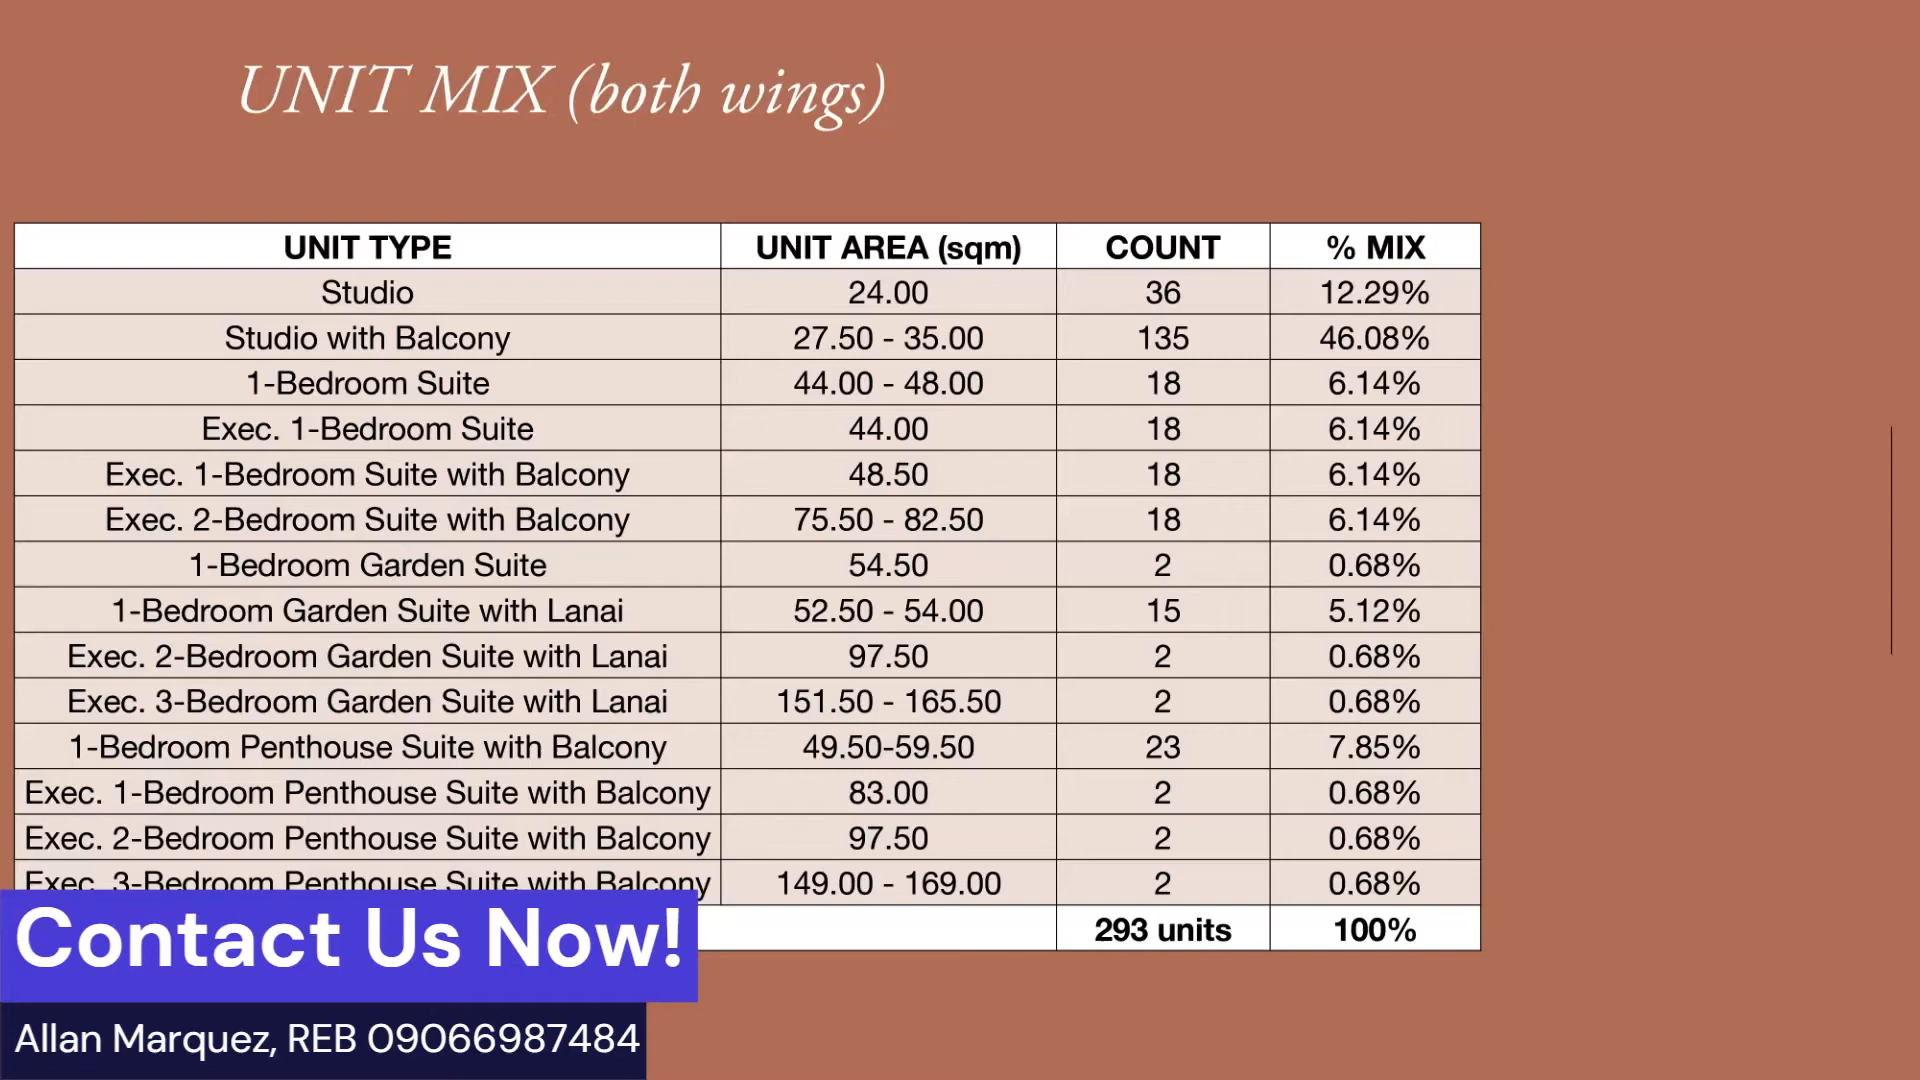 UNIT MIX (both wings)
UNIT TYPE UNIT AREA (sqm) COUNT % MIX
Studio 24.00 36 12.29%
Studio with Balcony 27.50 - 35.00 135 46.08%
1-Bedroom Suite 44.00 - 48.00 18 6.14%
Exec. 1-Bedroom Suite 44.00 18 6.14%
Exec. 1-Bedroom Suite with Balcony 48.50 18 6.14%
Exec. 2-Bedroom Suite with Balcony 75.50 - 82.50 18 6.14%
1-Bedroom Garden Suite 54.50 2 0.68%
1-Bedroom Garden Suite with Lanai 52.50 - 54.00 15 5.12%
Exec. 2-Bedroom Garden Suite with Lanai 97.50 2 0.68%
Exec. 3-Bedroom Garden Suite with Lanai 151.50 - 165.50 2 0.68%
1-Bedroom Penthouse Suite with Balcony 49.50-59.50 23 7.85%
Exec. 1-Bedroom Penthouse Suite with Balcony 83.00 2 0.68%
Exec. 2-Bedroom Penthouse Suite with Balcony 97.50 2 0.68%
Exec. 3-Bedroom Penthouse Suite with Balcony 149.00 - 169.00 2 0.68%
293 units 100%
Contact Us Now!
Allan Marquez, REB 09066987484